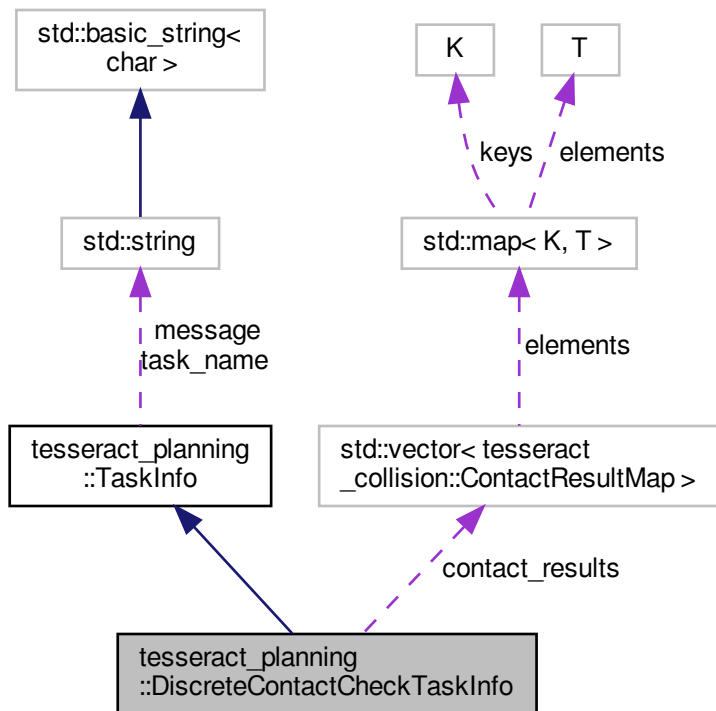 std::basic_string<
char >
K
T
keys
elements
std::string
std::map< K, T >
message
task_name
elements
tesseract_planning
::TaskInfo
std::vector< tesseract
_collision::ContactResultMap >
contact_results
tesseract_planning
::DiscreteContactCheckTaskInfo